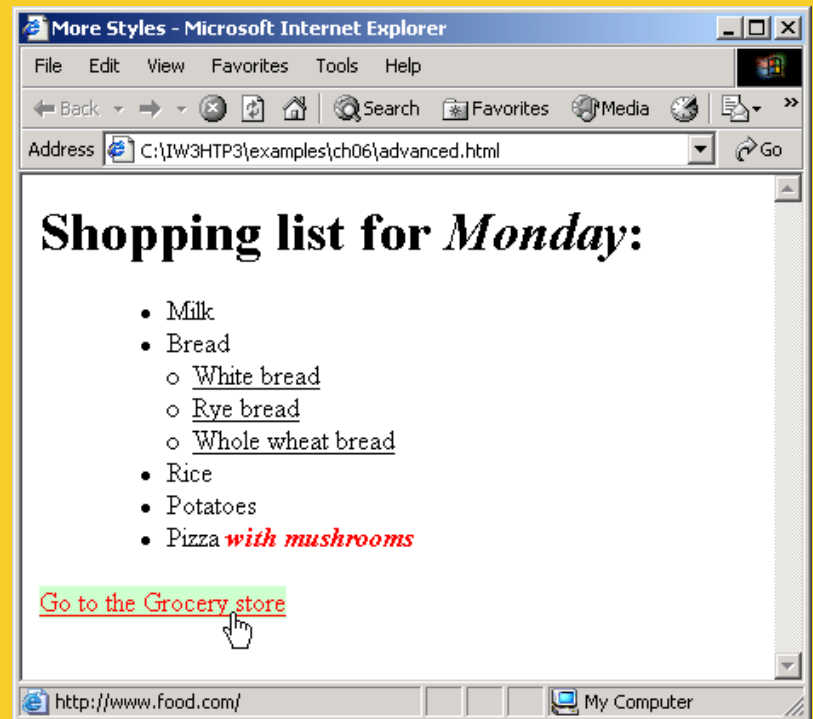 More Styles - Microsoft Internet Explorer
File Edit View Favorites Tools Help
Back Search Favorites Media »
Address C:\IW3HTP3\examples\ch06\advanced.html Go
Shopping list for Monday:
• Milk
• Bread
o White bread
o Rye bread
o Whole wheat bread
• Rice
• Potatoes
• Pizza with mushrooms
Go to the Grocery store
http://www.food.com/ My Computer